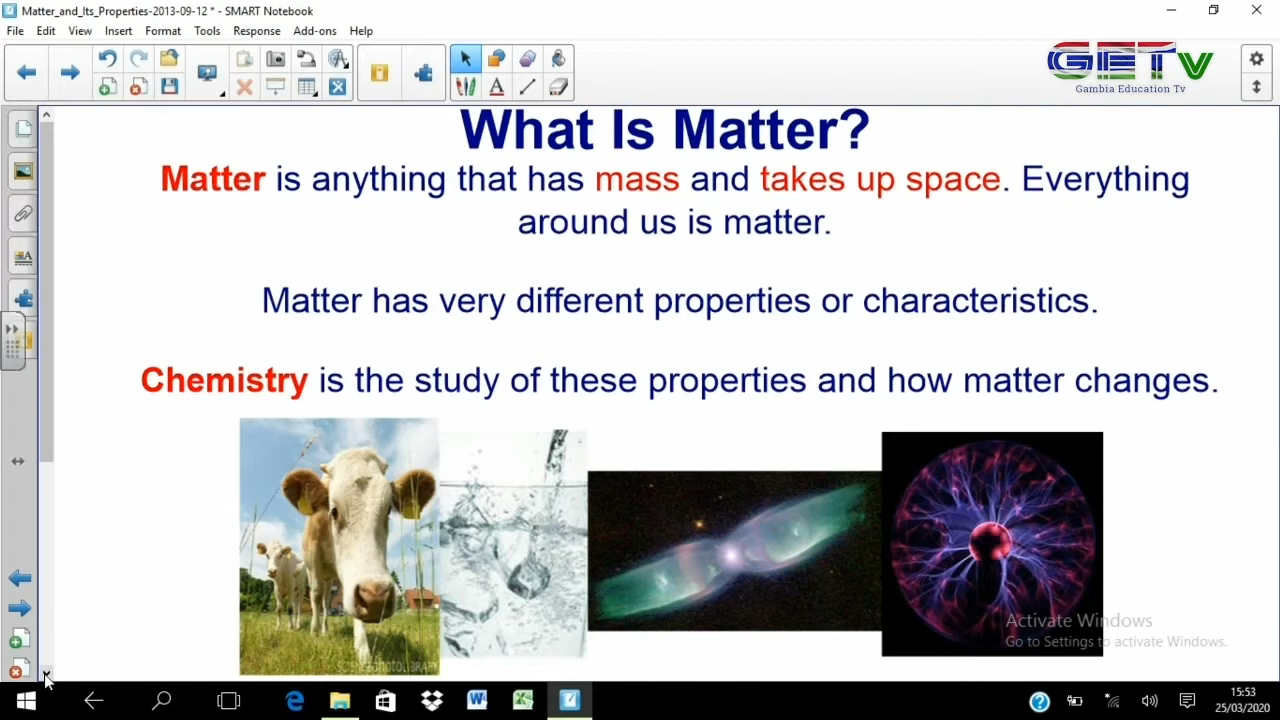 Matter_and_Its_Properties-2013-09-12 * - SMART Notebook
File Edit View Insert Format Tools Response Add-ons Help
GETV
Gambia Education Tv
What Is Matter?
Matter is anything that has mass and takes up space. Everything
around us is matter.
Matter has very different properties or characteristics.
Chemistry is the study of these properties and how matter changes.
Activate Windows
Go to Settings to activate Windows.
15:53
25/03/2020